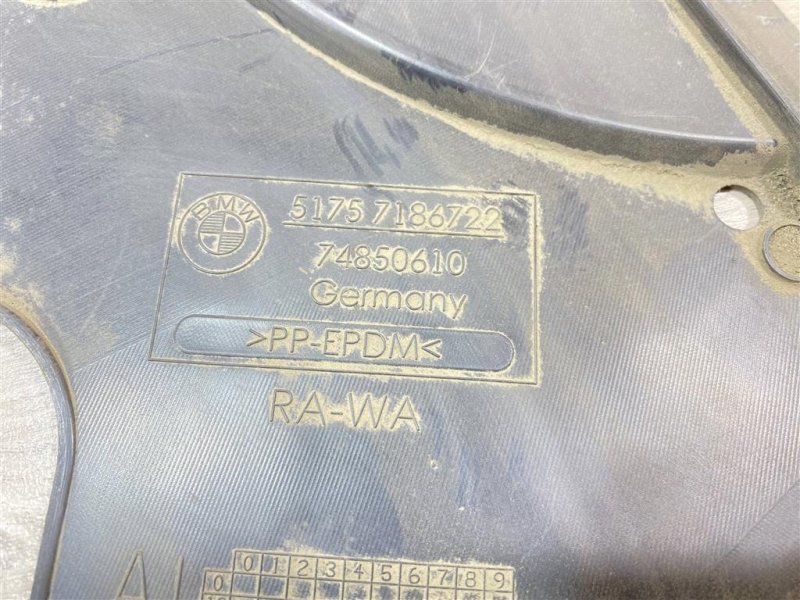 BMW
5175 7186722
74850610
Germany
>PP-EPDM<
RA-WA
0 1 2 3 4 5 6 7 8 9
0